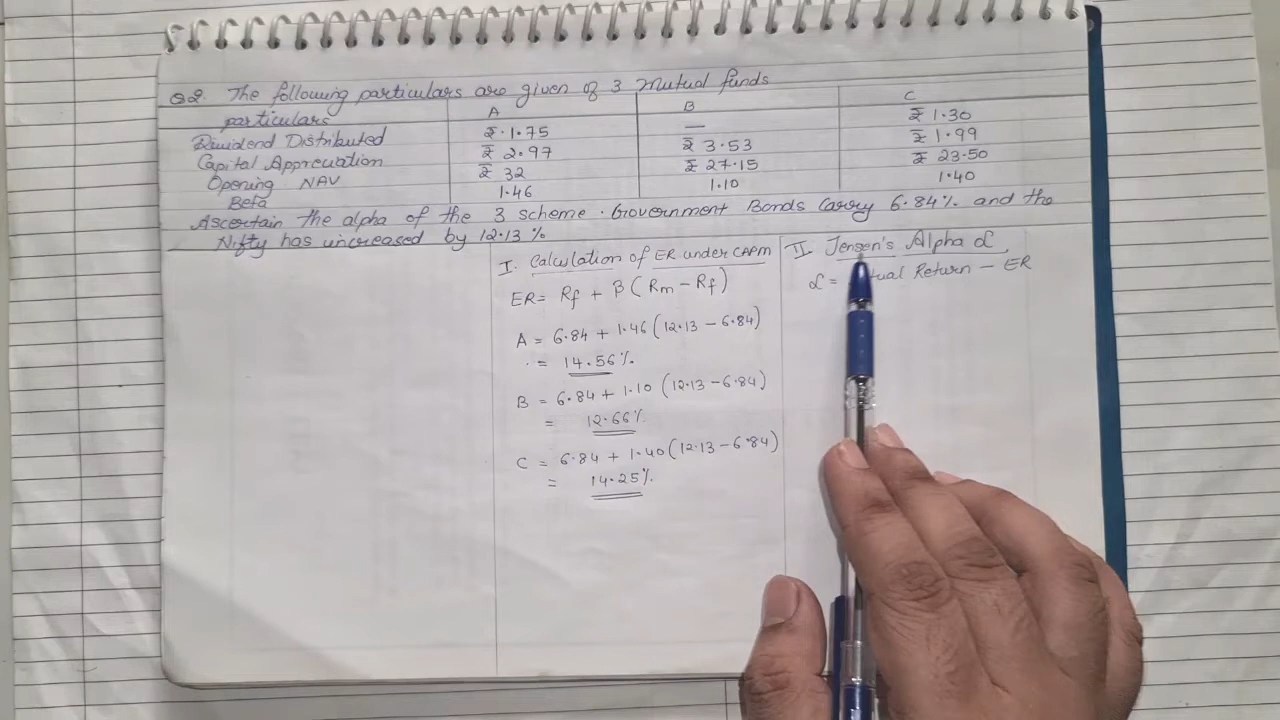 Q2. The following particulars are given of 3 Mutual funds
particulars A B C
Dividend Distributed ₹.1.75 — ₹ 1.30
Capital Appreciation ₹ 2.97 ₹ 3.53 ₹ 1.99
Opening NAV ₹ 32 ₹ 27.15 ₹ 23.50
Beta 1.46 1.10 1.40
Ascertain the alpha of the 3 scheme. Government Bonds Carry 6.84% and the
Nifty has increased by 12.13%
I. Calculation of ER under CAPM
ER = Rf + β (Rm – Rf)
A = 6.84 + 1.46 (12.13 – 6.84)
= 14.56%.
B = 6.84 + 1.10 (12.13 – 6.84)
= 12.66%.
C = 6.84 + 1.40 (12.13 – 6.84)
= 14.25%.
II Jensen's Alpha α
α = Return – ER